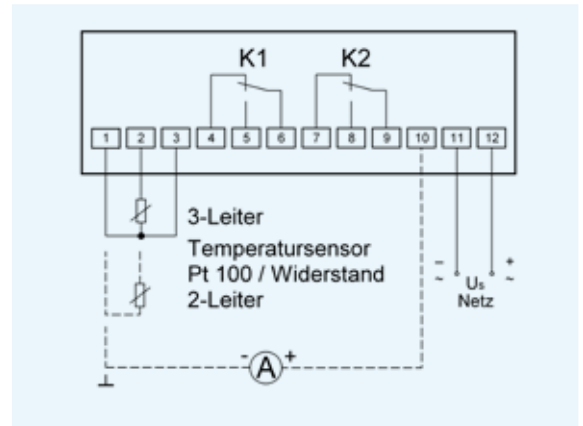 K1 K2
1 2 3 4 5 6 7 8 9 10 11 12
3-Leiter
Temperatursensor
Pt 100 / Widerstand
2-Leiter
- +
~ ~
Us
Netz
- A +